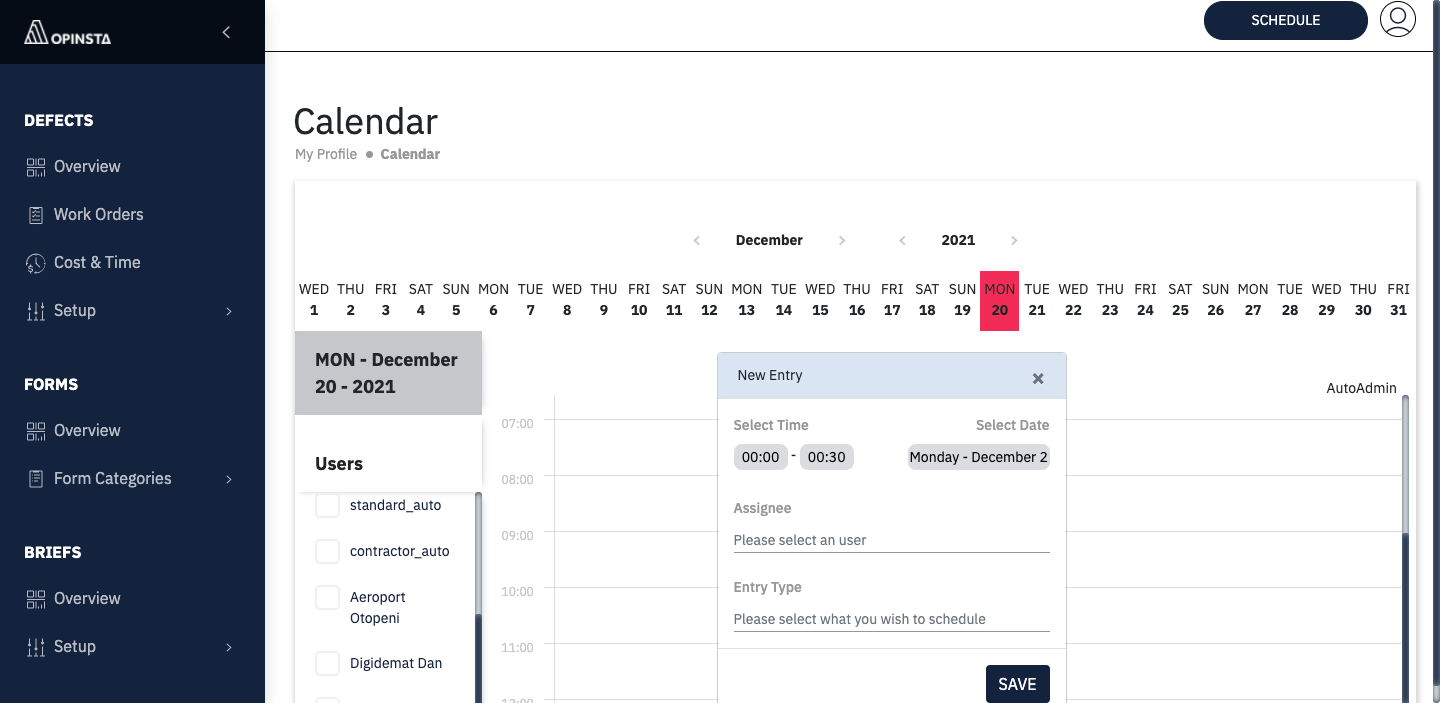 OPINSTA
SCHEDULE
DEFECTS
Overview
Work Orders
Cost & Time
Setup
FORMS
Overview
Form Categories
BRIEFS
Overview
Setup
Calendar
My Profile • Calendar
December 2021
WED THU FRI SAT SUN MON TUE WED THU FRI SAT SUN MON TUE WED THU FRI SAT SUN MON TUE WED THU FRI SAT SUN MON TUE WED THU FRI
1 2 3 4 5 6 7 8 9 10 11 12 13 14 15 16 17 18 19 20 21 22 23 24 25 26 27 28 29 30 31
MON - December
20 - 2021
Users
standard_auto
contractor_auto
Aeroport
Otopeni
Digidemat Dan
AutoAdmin
07:00
08:00
09:00
10:00
11:00
New Entry
Select Time Select Date
00:00 - 00:30 Monday - December 2
Assignee
Please select an user
Entry Type
Please select what you wish to schedule
SAVE